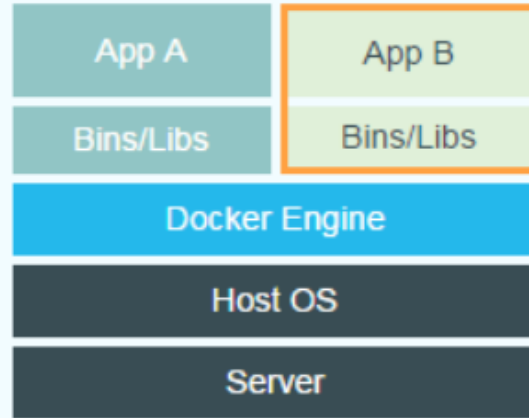 App A
App B
Bins/Libs
Bins/Libs
Docker Engine
Host OS
Server